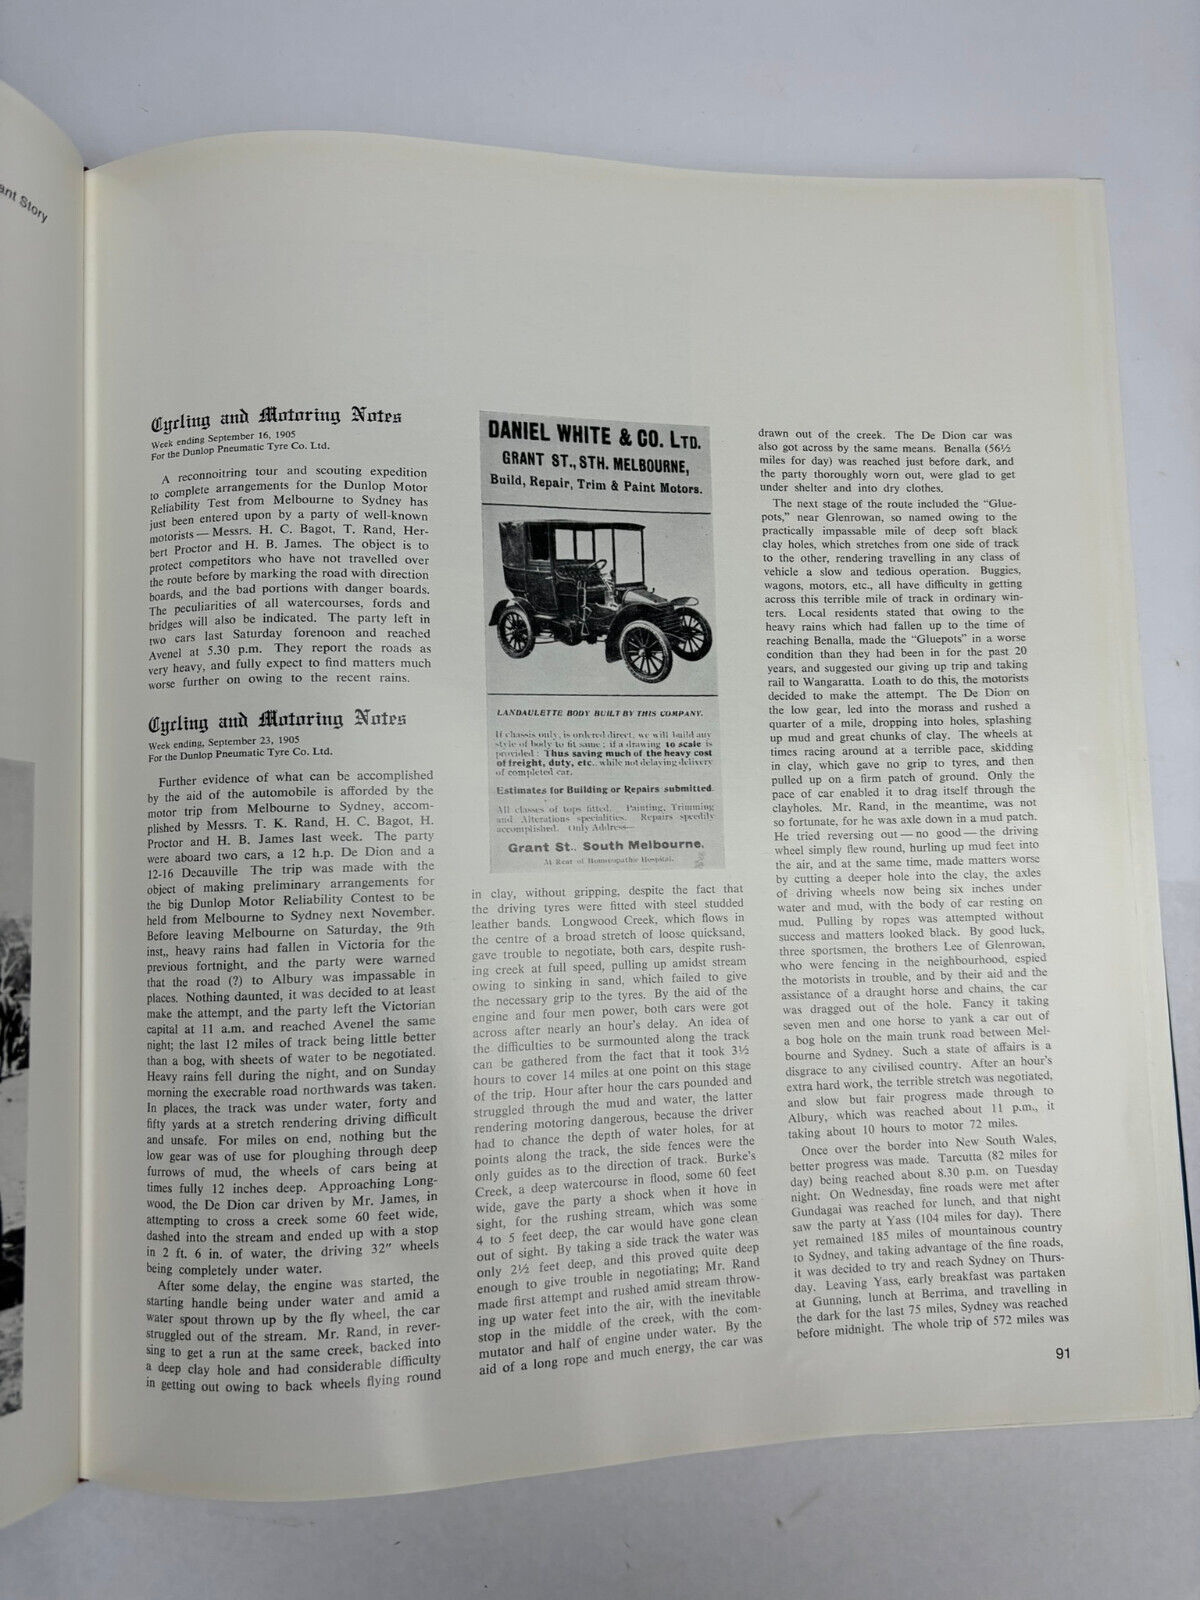 ant Story
Cycling and Motoring Notes
Week ending September 16, 1905
For the Dunlop Pneumatic Tyre Co. Ltd.
A reconnoitring tour and scouting expedition
to complete arrangements for the Dunlop Motor
Reliability Test from Melbourne to Sydney has
just been entered upon by a party of well-known
motorists — Messrs. H. C. Bagot, T. Rand, Her-
bert Proctor and H. B. James. The object is to
protect competitors who have not travelled over
the route before by marking the road with direction
boards, and the bad portions with danger boards.
The peculiarities of all watercourses, fords and
bridges will also be indicated. The party left in
two cars last Saturday forenoon and reached
Avenel at 5.30 p.m. They report the roads as
very heavy, and fully expect to find matters much
worse further on owing to the recent rains.
Cycling and Motoring Notes
Week ending, September 23, 1905
For the Dunlop Pneumatic Tyre Co. Ltd.
Further evidence of what can be accomplished
by the aid of the automobile is afforded by the
motor trip from Melbourne to Sydney, accom-
plished by Messrs. T. K. Rand, H. C. Bagot, H.
Proctor and H. B. James last week. The party
were aboard two cars, a 12 h.p. De Dion and a
12-16 Decauville The trip was made with the
object of making preliminary arrangements for
the big Dunlop Motor Reliability Contest to be
held from Melbourne to Sydney next November.
Before leaving Melbourne on Saturday, the 9th
inst,, heavy rains had fallen in Victoria for the
previous fortnight, and the party were warned
that the road (?) to Albury was impassable in
places. Nothing daunted, it was decided to at least
make the attempt, and the party left the Victorian
capital at 11 a.m. and reached Avenel the same
night; the last 12 miles of track being little better
than a bog, with sheets of water to be negotiated.
Heavy rains fell during the night, and on Sunday
morning the execrable road northwards was taken.
In places, the track was under water, forty and
fifty yards at a stretch rendering driving difficult
and unsafe. For miles on end, nothing but the
low gear was of use for ploughing through deep
furrows of mud, the wheels of cars being at
times fully 12 inches deep. Approaching Long-
wood, the De Dion car driven by Mr. James, in
attempting to cross a creek some 60 feet wide,
dashed into the stream and ended up with a stop
in 2 ft. 6 in. of water, the driving 32" wheels
being completely under water.
After some delay, the engine was started, the
starting handle being under water and amid a
water spout thrown up by the fly wheel, the car
struggled out of the stream. Mr. Rand, in rever-
sing to get a run at the same creek, backed into
a deep clay hole and had considerable difficulty
in getting out owing to back wheels flying round
DANIEL WHITE & CO. LTD.
GRANT ST., STH. MELBOURNE,
Build, Repair, Trim & Paint Motors.
LANDAULETTE BODY BUILT BY THIS COMPANY.
If chassis only, is ordered direct, we will build any
style of body to fit same; if a drawing to scale is
provided: Thus saving much of the heavy cost
of freight, duty, etc., while not delaying delivery
of completed car.
Estimates for Building or Repairs submitted.
All classes of tops fitted. Painting, Trimming
and Alterations specialities. Repairs speedily
accomplished. Only Address—
Grant St., South Melbourne,
At Rear of Homœopathic Hospital.
in clay, without gripping, despite the fact that
the driving tyres were fitted with steel studded
leather bands. Longwood Creek, which flows in
the centre of a broad stretch of loose quicksand,
gave trouble to negotiate, both cars, despite rush-
ing creek at full speed, pulling up amidst stream
owing to sinking in sand, which failed to give
the necessary grip to the tyres. By the aid of the
engine and four men power, both cars were got
across after nearly an hour's delay. An idea of
the difficulties to be surmounted along the track
can be gathered from the fact that it took 3½
hours to cover 14 miles at one point on this stage
of the trip. Hour after hour the cars pounded and
struggled through the mud and water, the latter
rendering motoring dangerous, because the driver
had to chance the depth of water holes, for at
points along the track, the side fences were the
only guides as to the direction of track. Burke's
Creek, a deep watercourse in flood, some 60 feet
wide, gave the party a shock when it hove in
sight, for the rushing stream, which was some
4 to 5 feet deep, the car would have gone clean
out of sight. By taking a side track the water was
only 2½ feet deep, and this proved quite deep
enough to give trouble in negotiating; Mr. Rand
made first attempt and rushed amid stream throw-
ing up water feet into the air, with the inevitable
stop in the middle of the creek, with the com-
mutator and half of engine under water. By the
aid of a long rope and much energy, the car was
drawn out of the creek. The De Dion car was
also got across by the same means. Benalla (56½
miles for day) was reached just before dark, and
the party thoroughly worn out, were glad to get
under shelter and into dry clothes.
The next stage of the route included the "Glue-
pots," near Glenrowan, so named owing to the
practically impassable mile of deep soft black
clay holes, which stretches from one side of track
to the other, rendering travelling in any class of
vehicle a slow and tedious operation. Buggies,
wagons, motors, etc., all have difficulty in getting
across this terrible mile of track in ordinary win-
ters. Local residents stated that owing to the
heavy rains which had fallen up to the time of
reaching Benalla, made the "Gluepots" in a worse
condition than they had been in for the past 20
years, and suggested our giving up trip and taking
rail to Wangaratta. Loath to do this, the motorists
decided to make the attempt. The De Dion on
the low gear, led into the morass and rushed a
quarter of a mile, dropping into holes, splashing
up mud and great chunks of clay. The wheels at
times racing around at a terrible pace, skidding
in clay, which gave no grip to tyres, and then
pulled up on a firm patch of ground. Only the
pace of car enabled it to drag itself through the
clayholes. Mr. Rand, in the meantime, was not
so fortunate, for he was axle down in a mud patch.
He tried reversing out — no good — the driving
wheel simply flew round, hurling up mud feet into
the air, and at the same time, made matters worse
by cutting a deeper hole into the clay, the axles
of driving wheels now being six inches under
water and mud, with the body of car resting on
mud. Pulling by ropes was attempted without
success and matters looked black. By good luck,
three sportsmen, the brothers Lee of Glenrowan,
who were fencing in the neighbourhood, espied
the motorists in trouble, and by their aid and the
assistance of a draught horse and chains, the car
was dragged out of the hole. Fancy it taking
seven men and one horse to yank a car out of
a bog hole on the main trunk road between Mel-
bourne and Sydney. Such a state of affairs is a
disgrace to any civilised country. After an hour's
extra hard work, the terrible stretch was negotiated,
and slow but fair progress made through to
Albury, which was reached about 11 p.m., it
taking about 10 hours to motor 72 miles.
Once over the border into New South Wales,
better progress was made. Tarcutta (82 miles for
day) being reached about 8.30 p.m. on Tuesday
night. On Wednesday, fine roads were met after
Gundagai was reached for lunch, and that night
saw the party at Yass (104 miles for day). There
yet remained 185 miles of mountainous country
to Sydney, and taking advantage of the fine roads,
it was decided to try and reach Sydney on Thurs-
day. Leaving Yass, early breakfast was partaken
at Gunning, lunch at Berrima, and travelling in
the dark for the last 75 miles, Sydney was reached
before midnight. The whole trip of 572 miles was
91